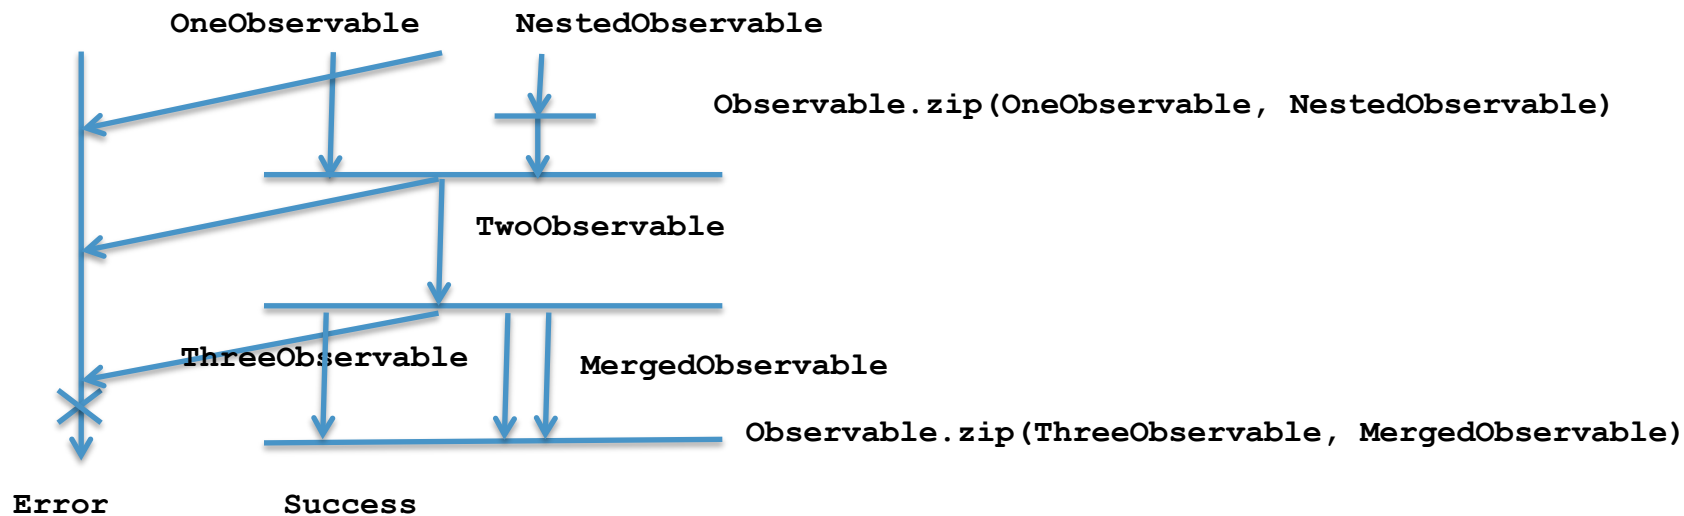 OneObservable NestedObservable
Observable.zip(OneObservable, NestedObservable)
TwoObservable
ThreeObservable
MergedObservable
Observable.zip(ThreeObservable, MergedObservable)
Error Success